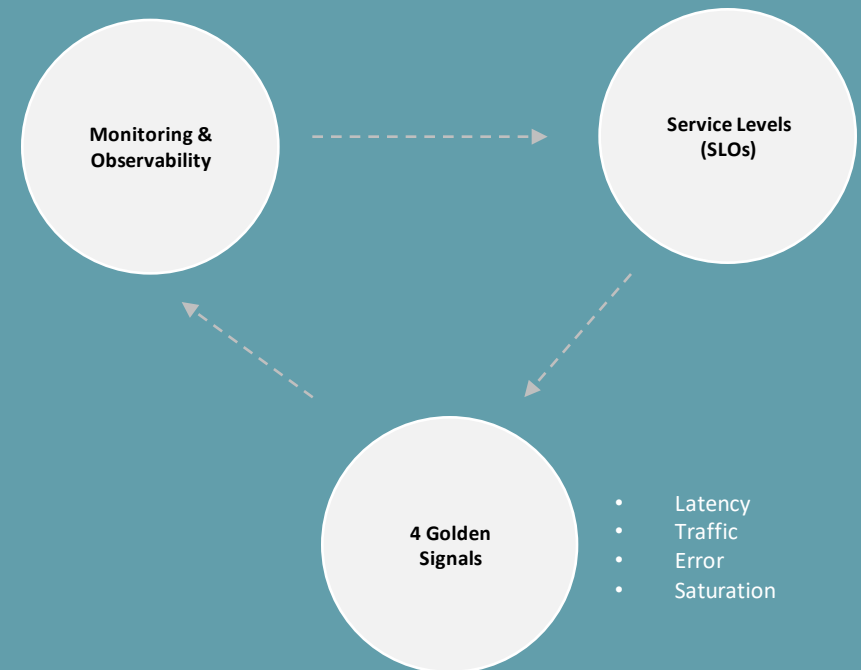 Monitoring &
Observability
Service Levels
(SLOs)
4 Golden
Signals
• Latency
• Traffic
• Error
• Saturation